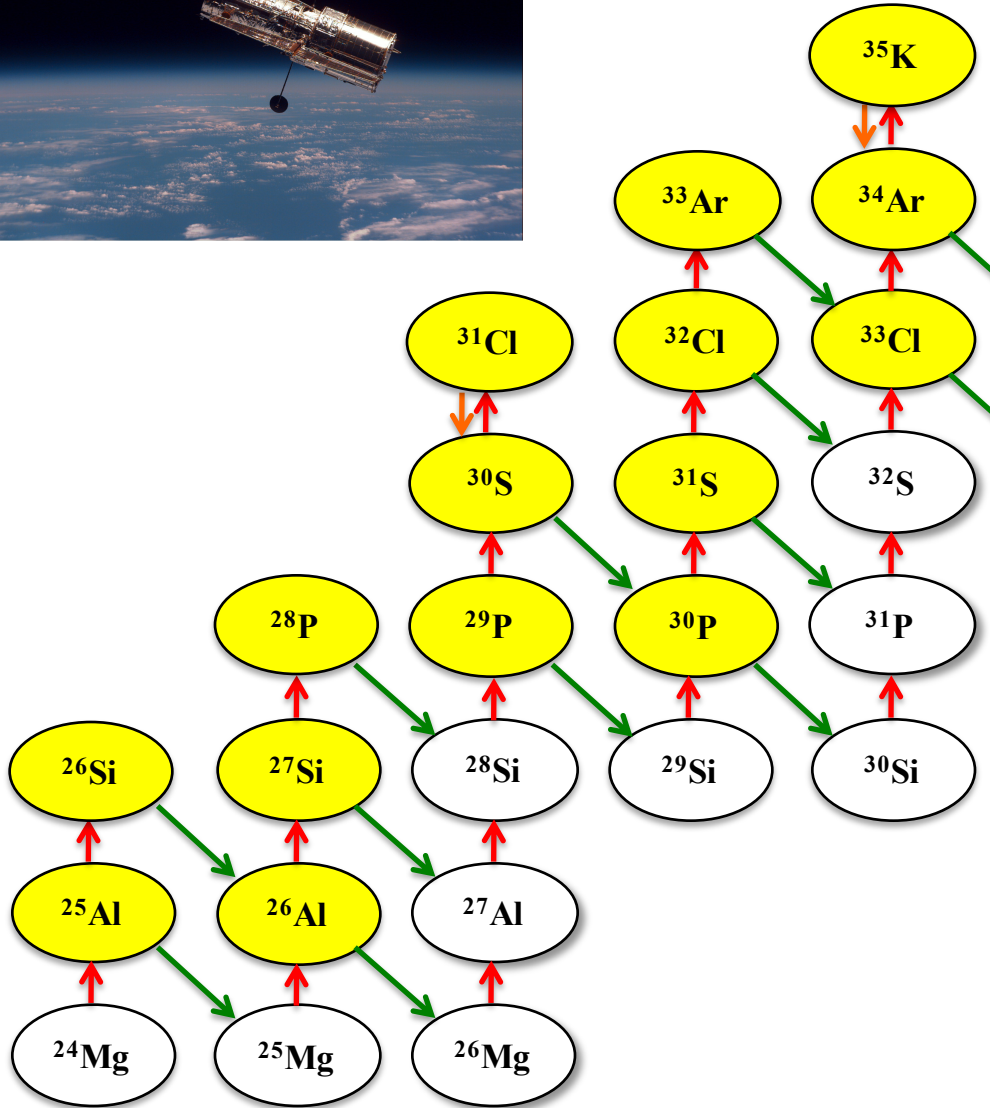 35K
33Ar
34Ar
31Cl
32Cl
33Cl
30S
31S
32S
28P
29P
30P
31P
26Si
27Si
28Si
29Si
30Si
25Al
26Al
27Al
24Mg
25Mg
26Mg